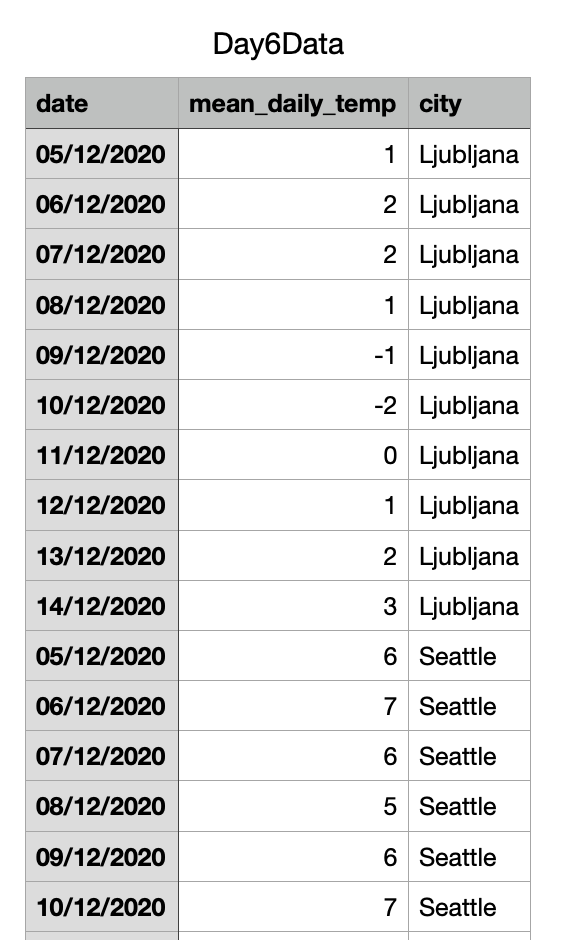 Day6Data
date mean_daily_temp city
05/12/2020 1 Ljubljana
06/12/2020 2 Ljubljana
07/12/2020 2 Ljubljana
08/12/2020 1 Ljubljana
09/12/2020 -1 Ljubljana
10/12/2020 -2 Ljubljana
11/12/2020 0 Ljubljana
12/12/2020 1 Ljubljana
13/12/2020 2 Ljubljana
14/12/2020 3 Ljubljana
05/12/2020 6 Seattle
06/12/2020 7 Seattle
07/12/2020 6 Seattle
08/12/2020 5 Seattle
09/12/2020 6 Seattle
10/12/2020 7 Seattle